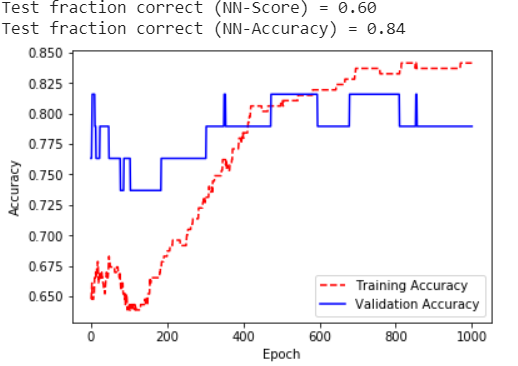 Test fraction correct (NN-Score) = 0.60
Test fraction correct (NN-Accuracy) = 0.84
0.850
0.825
0.800
0.775
0.750
0.725
0.700
0.675
0.650
Accuracy
0 200 400 600 800 1000
Epoch
Training Accuracy
Validation Accuracy